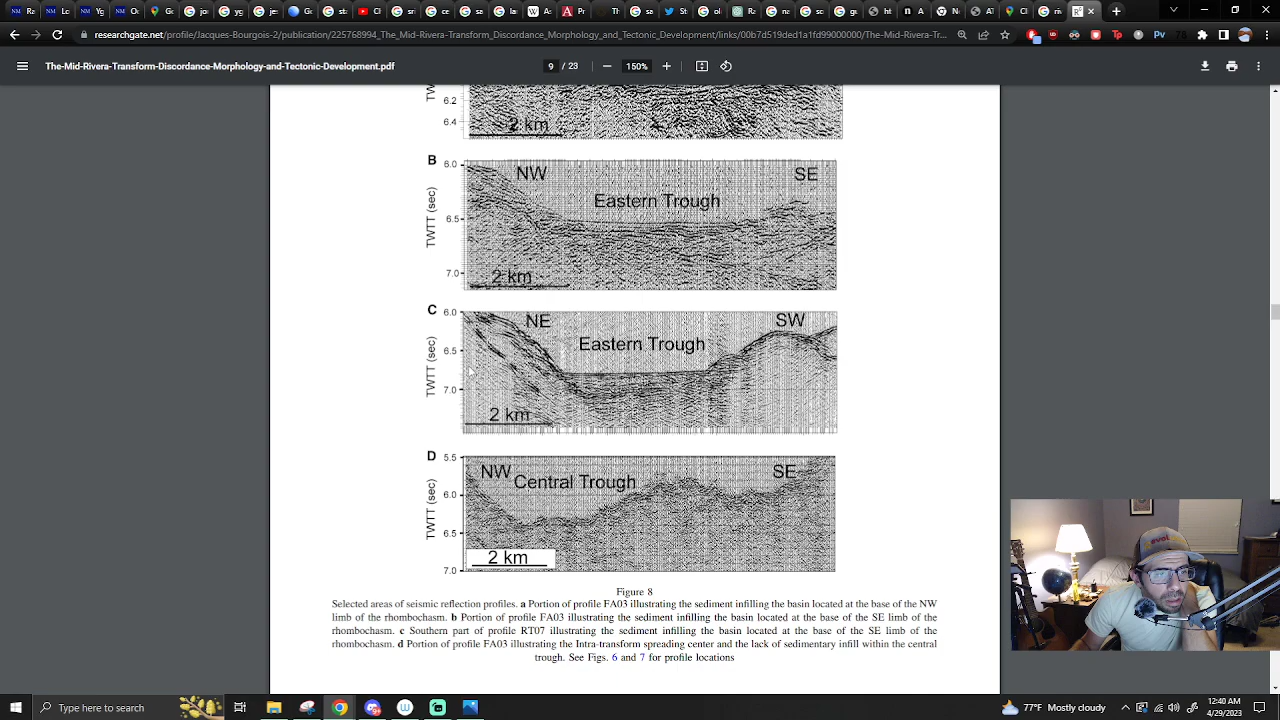 Re
researchgate.net/profile/Jacques-Bourgois-2/publication/225768994_The_Mid-Rivera-Transform_Discordance_Morphology_and_Tectonic_Development/links/00b7d519ded1a1fd99000000/The-Mid-Rivera-Tr...
The-Mid-Rivera-Transform-Discordance-Morphology-and-Tectonic-Development.pdf
9 / 23
150%
6.2
6.4
2 km
B
6.0
6.5
7.0
TWTT (sec)
NW
SE
Eastern Trough
2 km
C
6.0
6.5
7.0
TWTT (sec)
NE
SW
Eastern Trough
2 km
D
5.5
6.0
6.5
7.0
TWTT (sec)
NW
SE
Central Trough
2 km
Figure 8
Selected areas of seismic reflection profiles. a Portion of profile FA03 illustrating the sediment infilling the basin located at the base of the NW
limb of the rhombochasm. b Portion of profile FA03 illustrating the sediment infilling the basin located at the base of the SE limb of the
rhombochasm. c Southern part of profile RT07 illustrating the sediment infilling the basin located at the base of the SE limb of the
rhombochasm. d Portion of profile FA03 illustrating the Intra-transform spreading center and the lack of sedimentary infill within the central
trough. See Figs. 6 and 7 for profile locations
Type here to search
77°F Mostly cloudy
12:40 AM
4/29/2023